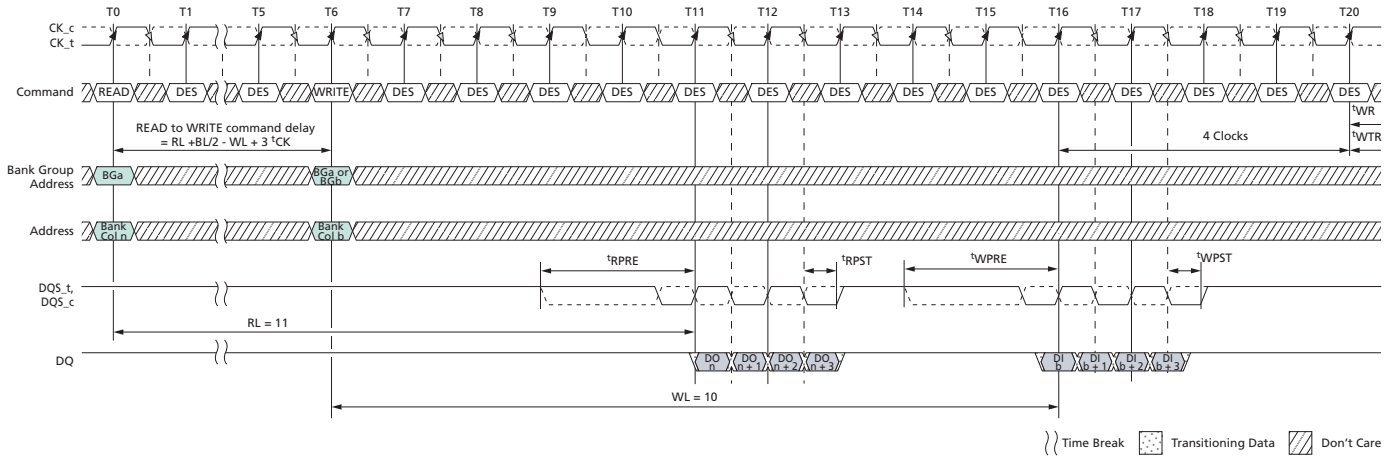 T0 T1 T5 T6 T7 T8 T9 T10 T11 T12 T13 T14 T15 T16 T17 T18 T19 T20
CK_c
CK_t
Command READ DES DES WRITE DES DES DES DES DES DES DES DES DES DES DES DES DES DES
tWR
READ to WRITE command delay
= RL +BL/2 - WL + 3 tCK
4 Clocks tWTR
Bank Group
Address
BGa
BGa or
BGb
Address
Bank
Col n
Bank
Col b
tRPRE tRPST tWPRE tWPST
DQS_t,
DQS_c
RL = 11
DQ
DO
n
DO
n + 1
DO
n + 2
DO
n + 3
DI
b
DI
b + 1
DI
b + 2
DI
b + 3
WL = 10
Time Break Transitioning Data Don't Care